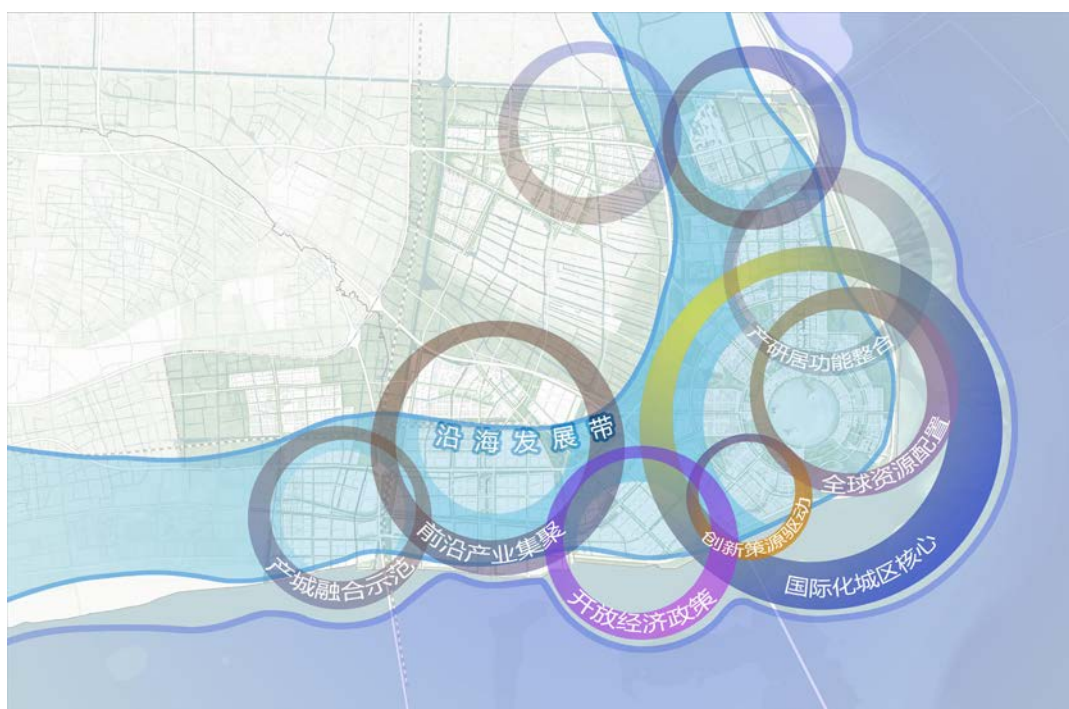 产研居功能整合
沿海发展带
全球资源配置
创新策源驱动
前沿产业集聚
产城融合示范
国际化城区核心
开放经济政策